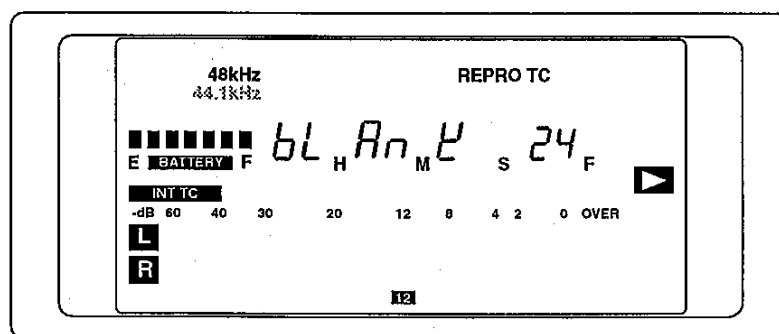 48kHz REPRO TC
44.1kHz
bL H An M K S 24 F
E BATTERY F
INT TC
-dB 60 40 30 20 12 8 4 2 0 OVER
L
R
12